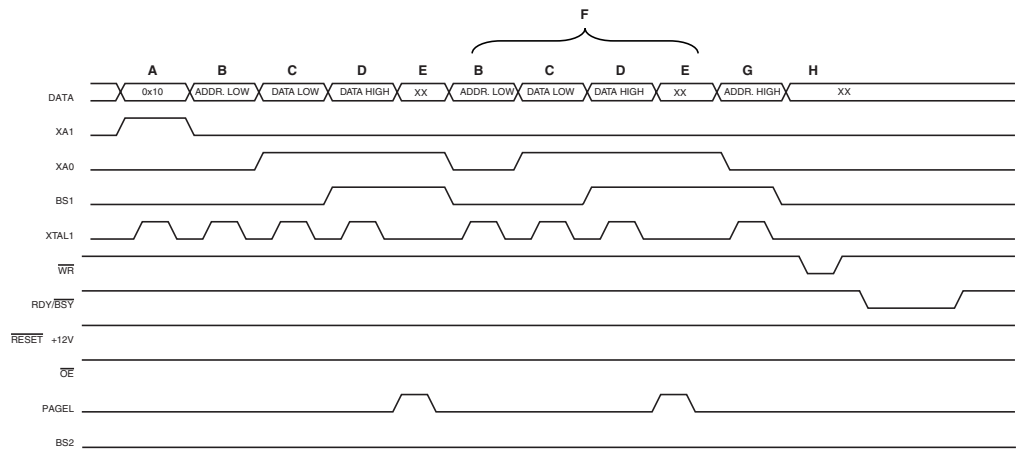 F
A B C D E B C D E G H
DATA 0x10 ADDR. LOW DATA LOW DATA HIGH XX ADDR. LOW DATA LOW DATA HIGH XX ADDR. HIGH XX
XA1
XA0
BS1
XTAL1
WR
RDY/BSY
RESET +12V
OE
PAGEL
BS2